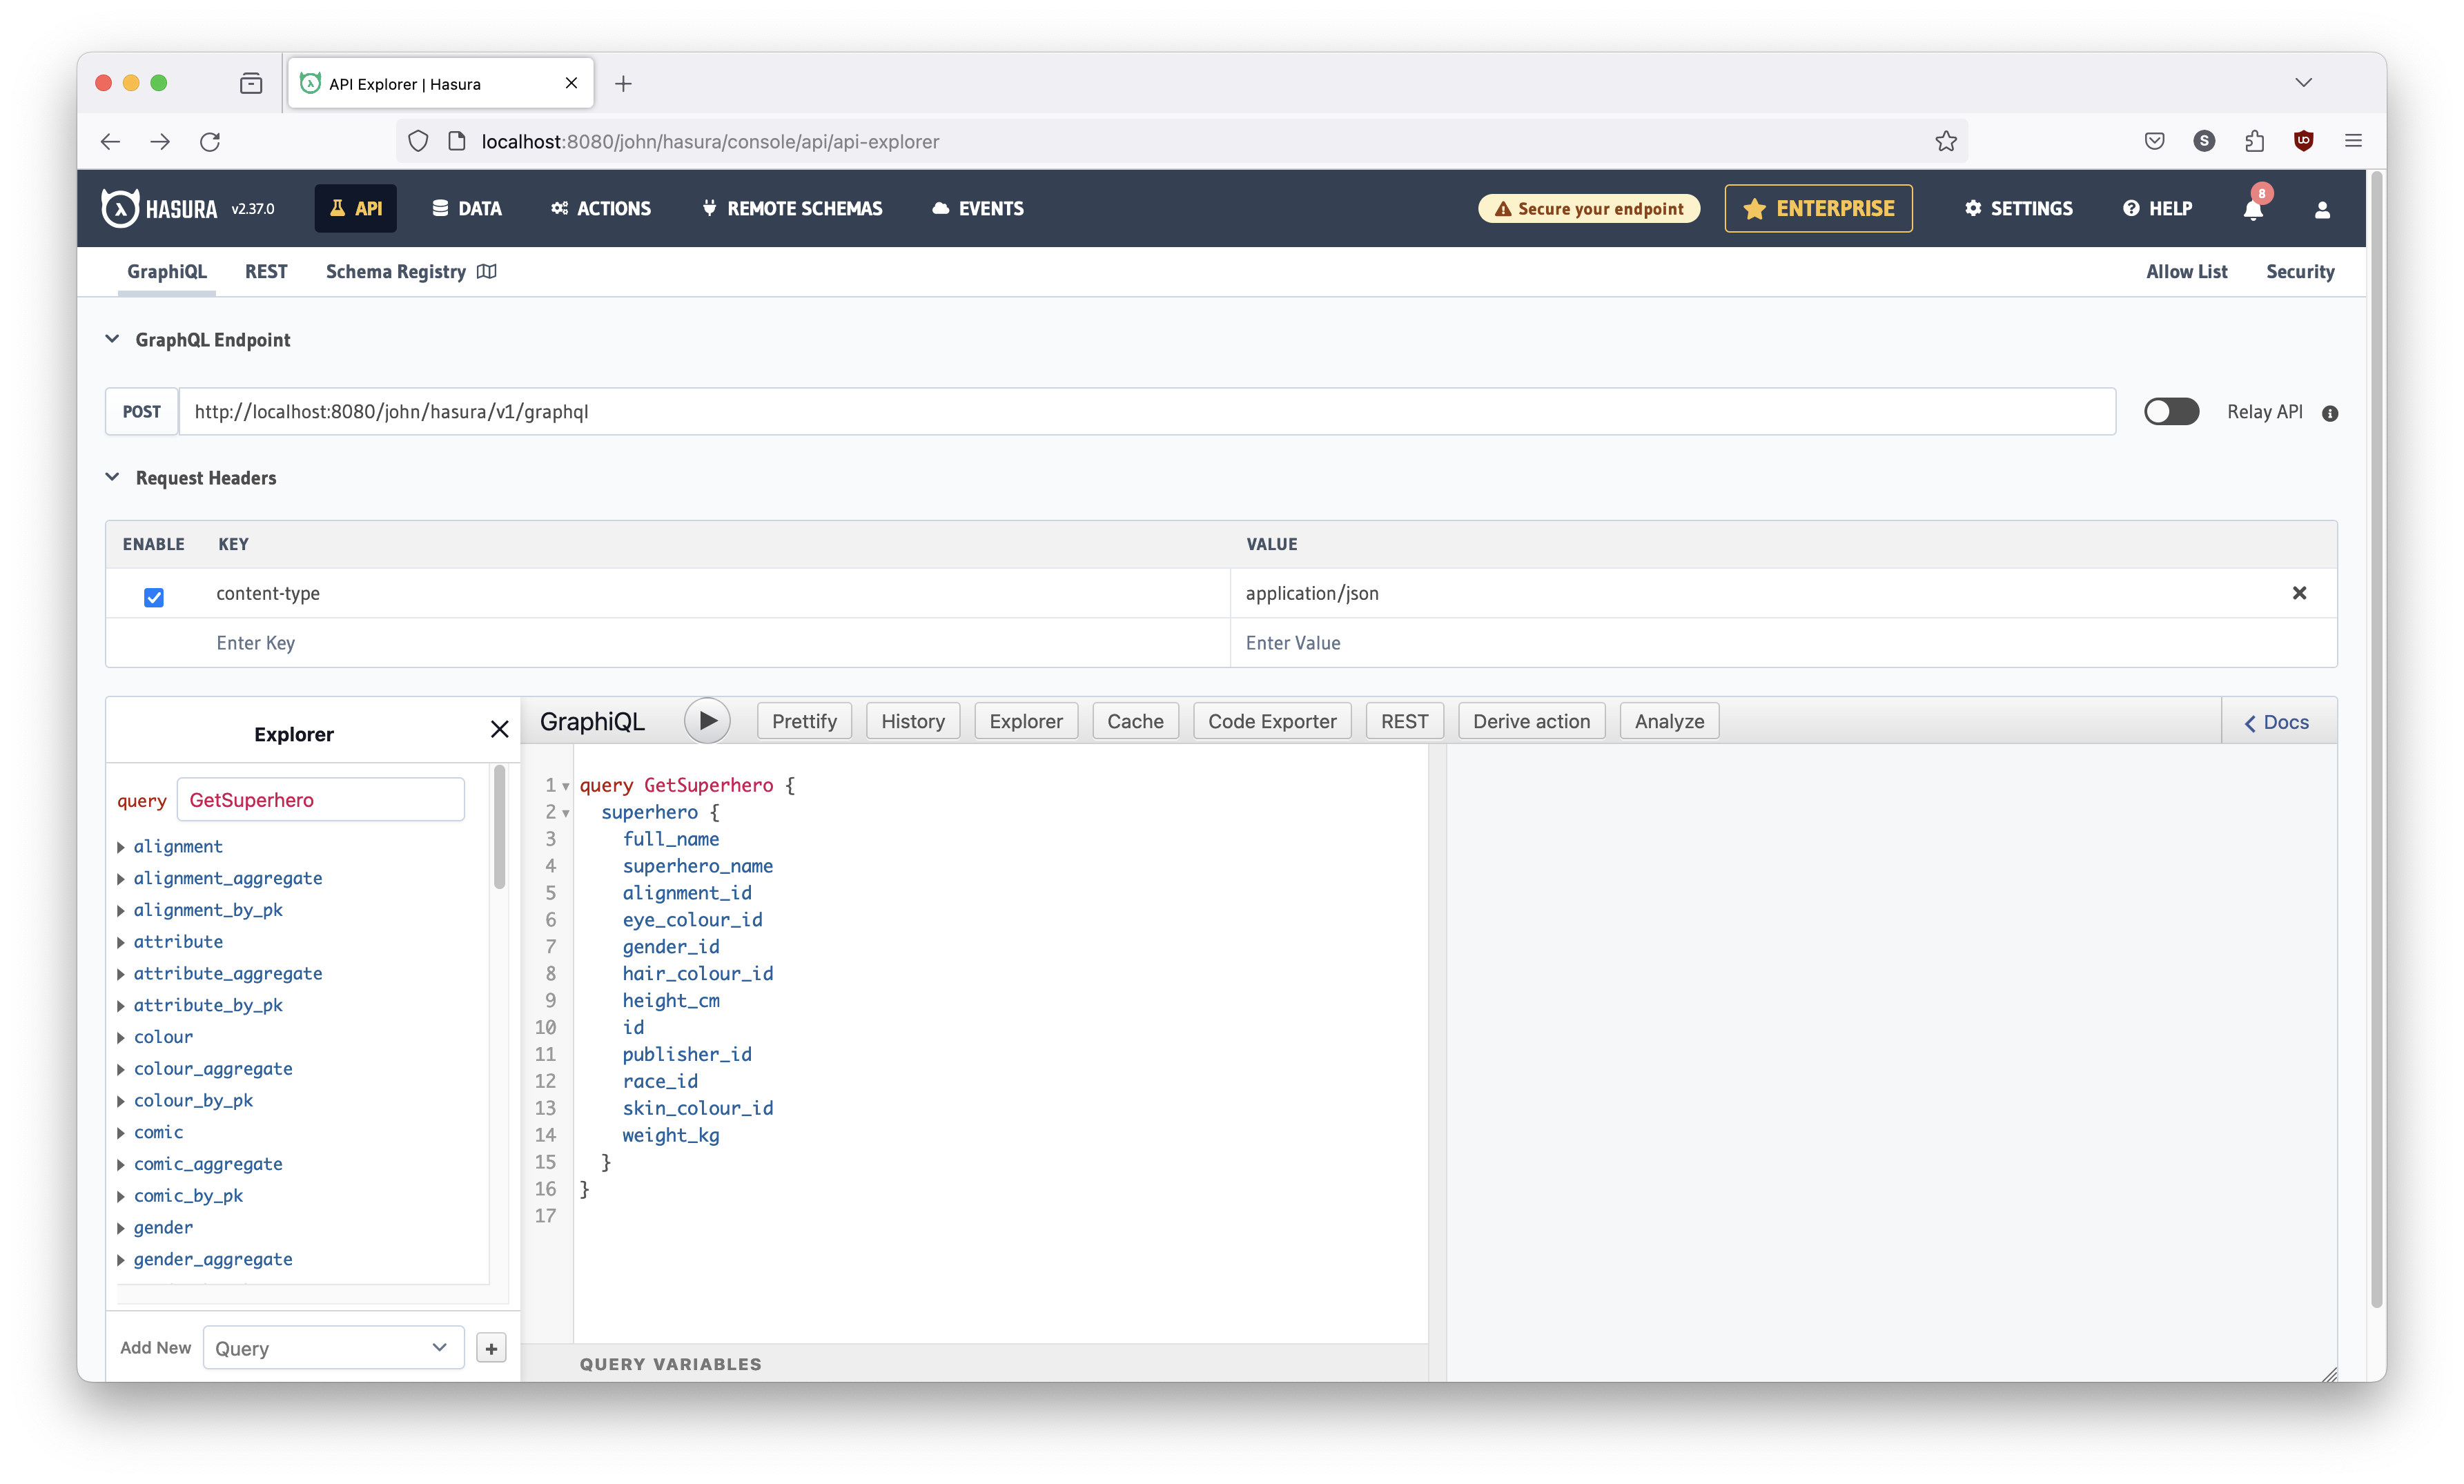 API Explorer | Hasura
localhost:8080/john/hasura/console/api/api-explorer
S
HASURA v2.37.0 API DATA ACTIONS REMOTE SCHEMAS EVENTS Secure your endpoint ENTERPRISE SETTINGS HELP 8
GraphiQL REST Schema Registry Allow List Security
GraphQL Endpoint
POST http://localhost:8080/john/hasura/v1/graphql Relay API
Request Headers
ENABLE KEY VALUE
content-type application/json
Enter Key Enter Value
Explorer
query GetSuperhero
alignment
alignment_aggregate
alignment_by_pk
attribute
attribute_aggregate
attribute_by_pk
colour
colour_aggregate
colour_by_pk
comic
comic_aggregate
comic_by_pk
gender
gender_aggregate
Add New Query +
GraphiQL Prettify History Explorer Cache Code Exporter REST Derive action Analyze Docs
1 query GetSuperhero {
2 superhero {
3 full_name
4 superhero_name
5 alignment_id
6 eye_colour_id
7 gender_id
8 hair_colour_id
9 height_cm
10 id
11 publisher_id
12 race_id
13 skin_colour_id
14 weight_kg
15 }
16 }
17
QUERY VARIABLES